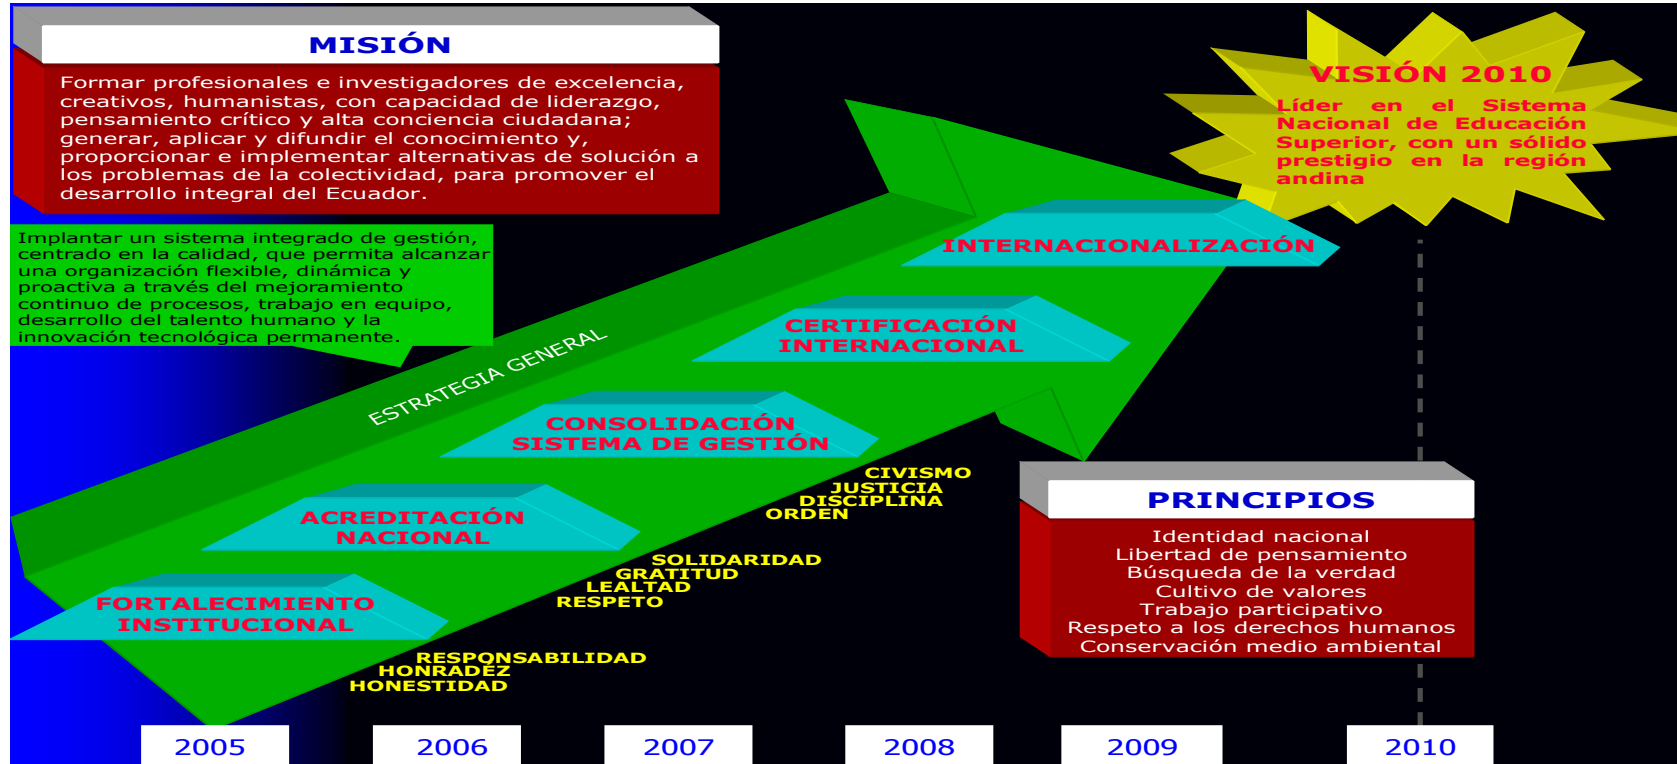 MISIÓN
Formar profesionales e investigadores de excelencia,
creativos, humanistas, con capacidad de liderazgo,
pensamiento crítico y alta conciencia ciudadana;
generar, aplicar y difundir el conocimiento y,
proporcionar e implementar alternativas de solución a
los problemas de la colectividad, para promover el
desarrollo integral del Ecuador.
VISIÓN 2010
Líder en el Sistema
Nacional de Educación
Superior, con un sólido
prestigio en la región
andina
Implantar un sistema integrado de gestión,
centrado en la calidad, que permita alcanzar
una organización flexible, dinámica y
proactiva a través del mejoramiento
continuo de procesos, trabajo en equipo,
desarrollo del talento humano y la
innovación tecnológica permanente.
ESTRATEGIA GENERAL
INTERNACIONALIZACIÓN
CERTIFICACIÓN
INTERNACIONAL
CONSOLIDACIÓN
SISTEMA DE GESTIÓN
ACREDITACIÓN
NACIONAL
FORTALECIMIENTO
INSTITUCIONAL
CIVISMO
JUSTICIA
DISCIPLINA
ORDEN
SOLIDARIDAD
GRATITUD
LEALTAD
RESPETO
RESPONSABILIDAD
HONRADÉZ
HONESTIDAD
PRINCIPIOS
Identidad nacional
Libertad de pensamiento
Búsqueda de la verdad
Cultivo de valores
Trabajo participativo
Respeto a los derechos humanos
Conservación medio ambiental
2005
2006
2007
2008
2009
2010